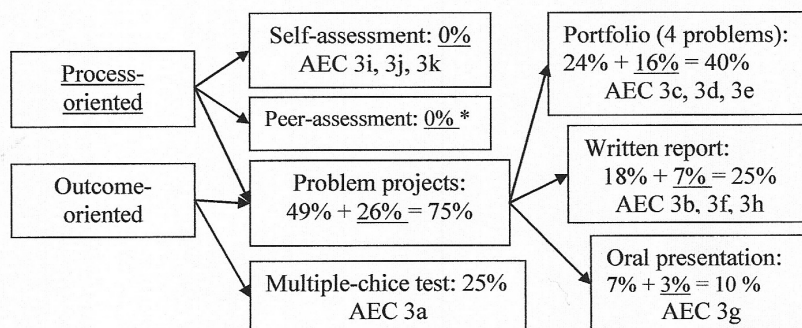 Process-
oriented
Outcome-
oriented
Self-assessment: 0%
AEC 3i, 3j, 3k
Peer-assessment: 0% *
Problem projects:
49% + 26% = 75%
Multiple-chice test: 25%
AEC 3a
Portfolio (4 problems):
24% + 16% = 40%
AEC 3c, 3d, 3e
Written report:
18% + 7% = 25%
AEC 3b, 3f, 3h
Oral presentation:
7% + 3% = 10 %
AEC 3g